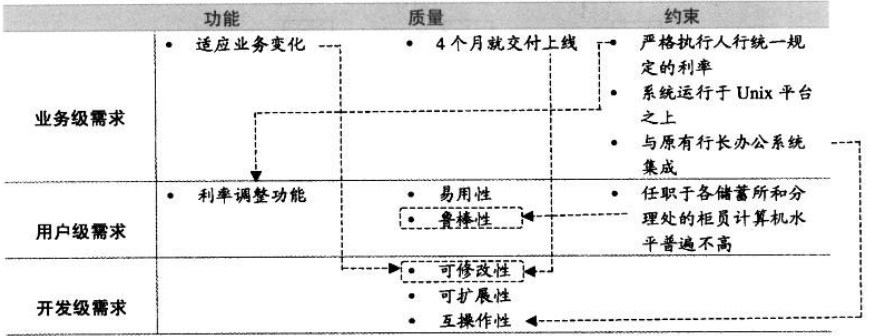 功能 质量 约束
业务级需求
• 适应业务变化
• 4个月就交付上线
• 严格执行人行统一规
定的利率
• 系统运行于 Unix 平台
之上
• 与原有行长办公系统
集成
用户级需求
• 利率调整功能
• 易用性
• 鲁棒性
• 任职于各储蓄所和分
理处的柜员计算机水
平普遍不高
开发级需求
• 可修改性
• 可扩展性
• 互操作性